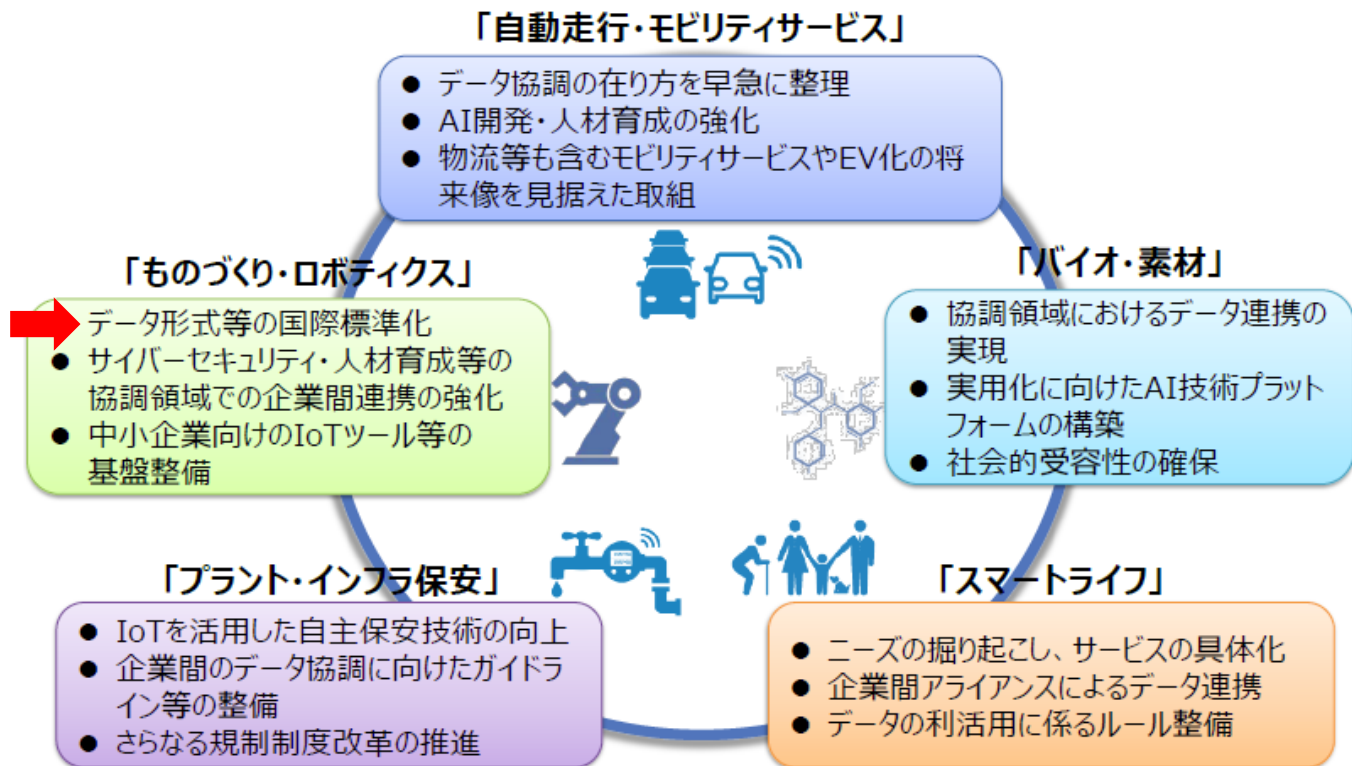 「自動走行・モビリティサービス」
● データ協調の在り方を早急に整理
● AI開発・人材育成の強化
● 物流等も含むモビリティサービスやEV化の将
来像を見据えた取組
「ものづくり・ロボティクス」
データ形式等の国際標準化
● サイバーセキュリティ・人材育成等の
協調領域での企業間連携の強化
● 中小企業向けのIoTツール等の
基盤整備
「バイオ・素材」
● 協調領域におけるデータ連携の
実現
● 実用化に向けたAI技術プラット
フォームの構築
● 社会的受容性の確保
「プラント・インフラ保安」
● IoTを活用した自主保安技術の向上
● 企業間のデータ協調に向けたガイドラ
イン等の整備
● さらなる規制制度改革の推進
「スマートライフ」
● ニーズの掘り起こし、サービスの具体化
● 企業間アライアンスによるデータ連携
● データの利活用に係るルール整備